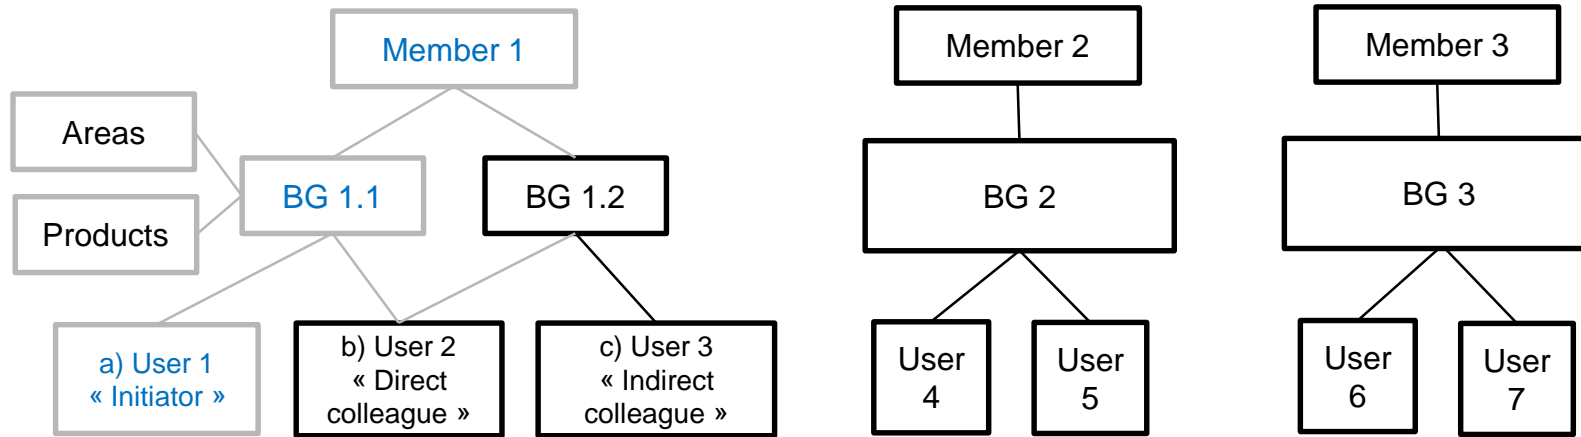 Member 1
Member 2
Member 3
Areas
Products
BG 1.1
BG 1.2
BG 2
BG 3
a) User 1
« Initiator »
b) User 2
« Direct
colleague »
c) User 3
« Indirect
colleague »
User
4
User
5
User
6
User
7